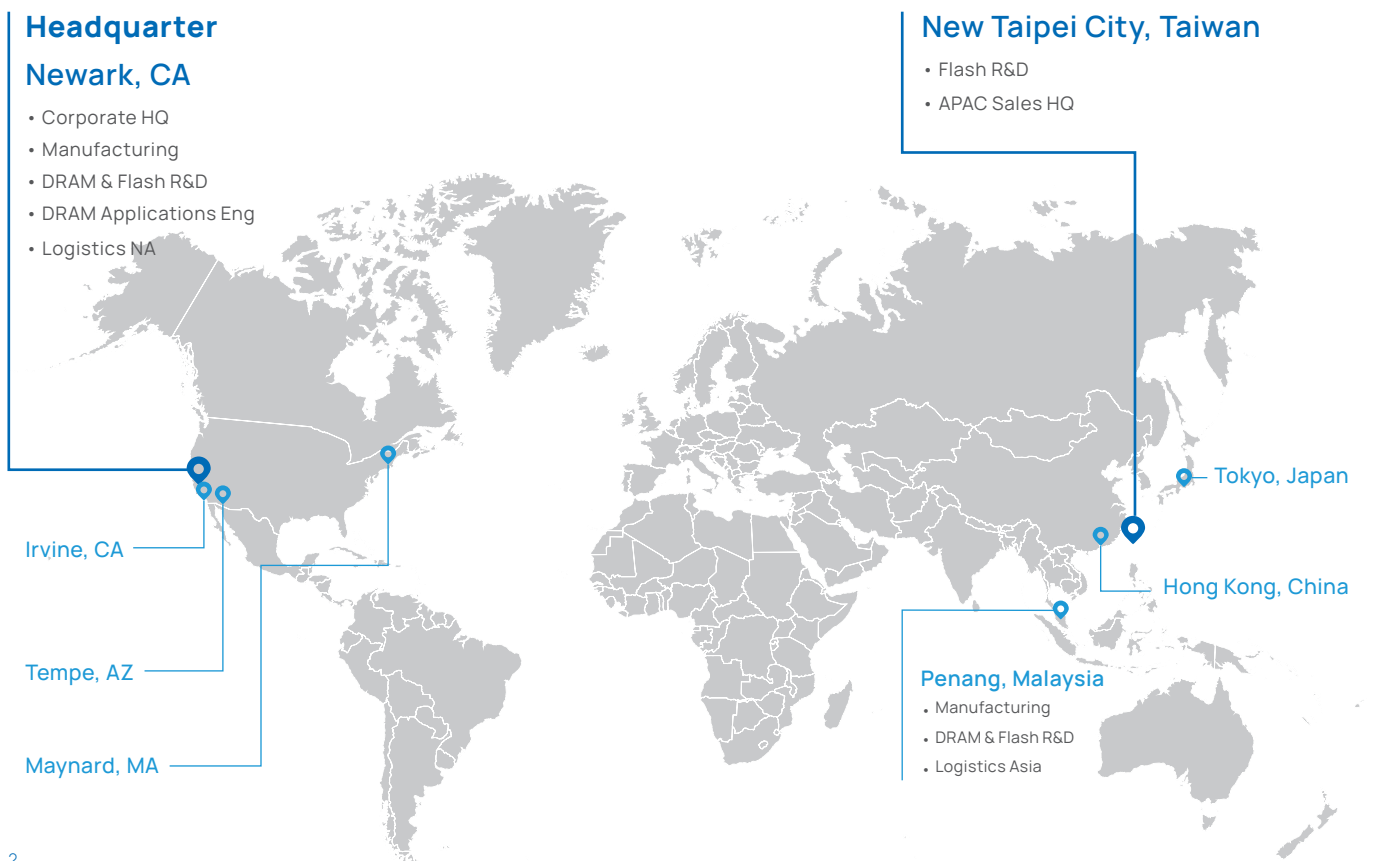 Headquarter
Newark, CA
• Corporate HQ
• Manufacturing
• DRAM & Flash R&D
• DRAM Applications Eng
• Logistics NA
New Taipei City, Taiwan
• Flash R&D
• APAC Sales HQ
Tokyo, Japan
Irvine, CA
Hong Kong, China
Tempe, AZ
Penang, Malaysia
• Manufacturing
• DRAM & Flash R&D
• Logistics Asia
Maynard, MA
2